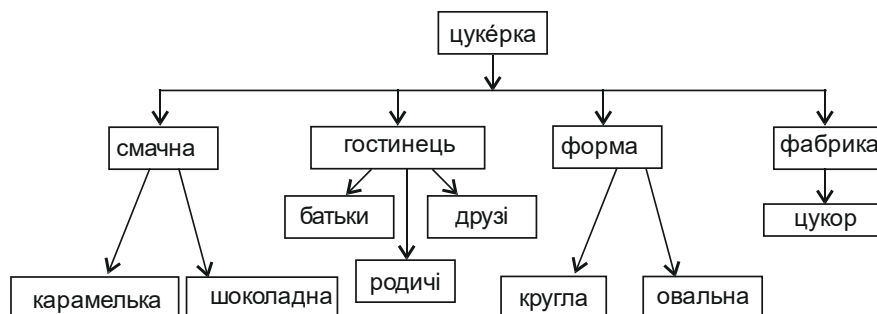 цуке́рка
смачна
гостинець
форма
фабрика
батьки
друзі
цукор
карамелька
шоколадна
родичі
кругла
овальна